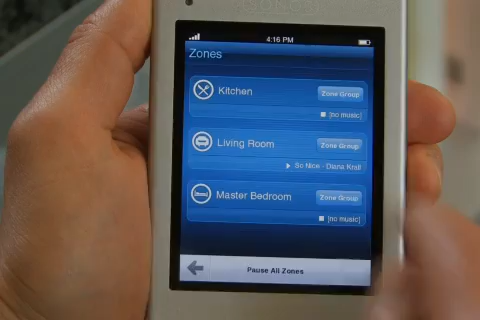 4:16 PM
Zones
Kitchen
Zone Group
[no music]
Living Room
Zone Group
So Nice - Diana Krall
Master Bedroom
Zone Group
[no music]
Pause All Zones